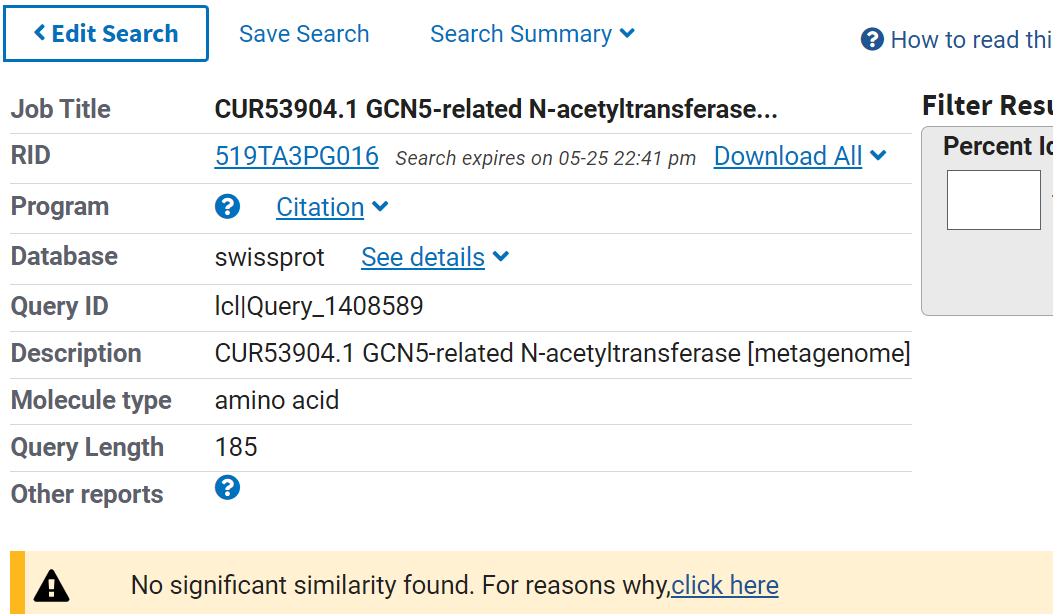 Edit Search Save Search Search Summary How to read thi
Job Title CUR53904.1 GCN5-related N-acetyltransferase...
RID 519TA3PG016 Search expires on 05-25 22:41 pm Download All
Program ? Citation
Database swissprot See details
Query ID lcl|Query_1408589
Description CUR53904.1 GCN5-related N-acetyltransferase [metagenome]
Molecule type amino acid
Query Length 185
Other reports ?
Filter Resu
Percent Id
No significant similarity found. For reasons why,click here